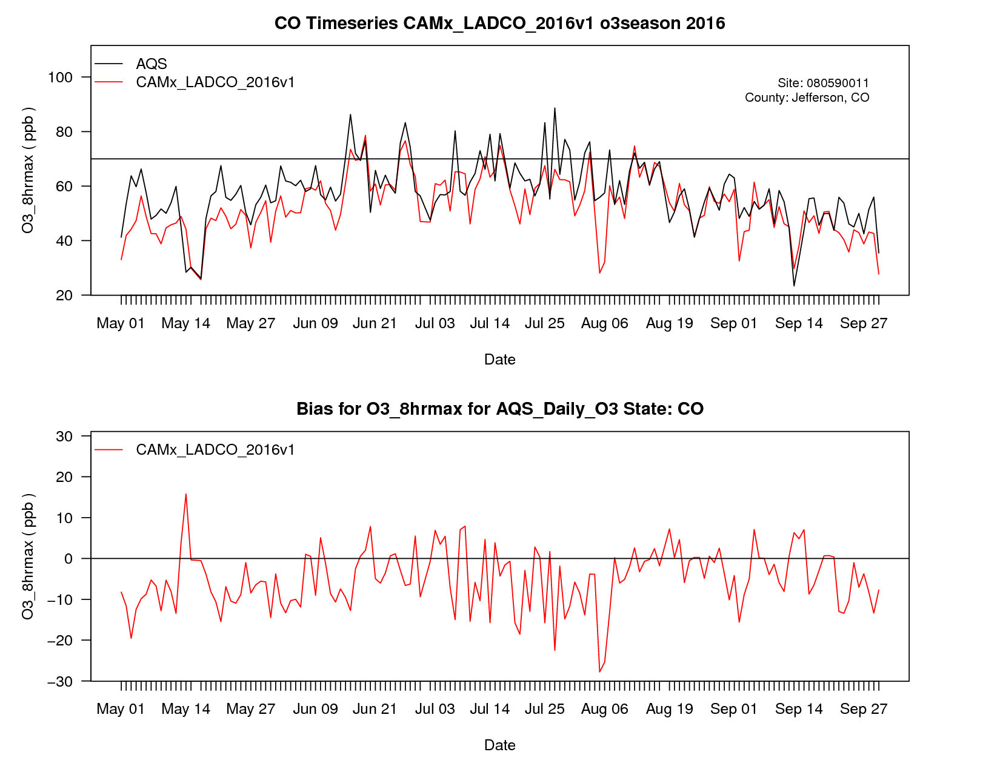 CO Timeseries CAMx_LADCO_2016v1 o3season 2016
AQS
CAMx_LADCO_2016v1
Site: 080590011
County: Jefferson, CO
O3_8hrmax ( ppb )
100
80
60
40
20
May 01 May 14 May 27 Jun 09 Jun 21 Jul 03 Jul 14 Jul 25 Aug 06 Aug 19 Sep 01 Sep 14 Sep 27
Date
Bias for O3_8hrmax for AQS_Daily_O3 State: CO
CAMx_LADCO_2016v1
O3_8hrmax ( ppb )
30
20
10
0
−10
−20
−30
May 01 May 14 May 27 Jun 09 Jun 21 Jul 03 Jul 14 Jul 25 Aug 06 Aug 19 Sep 01 Sep 14 Sep 27
Date